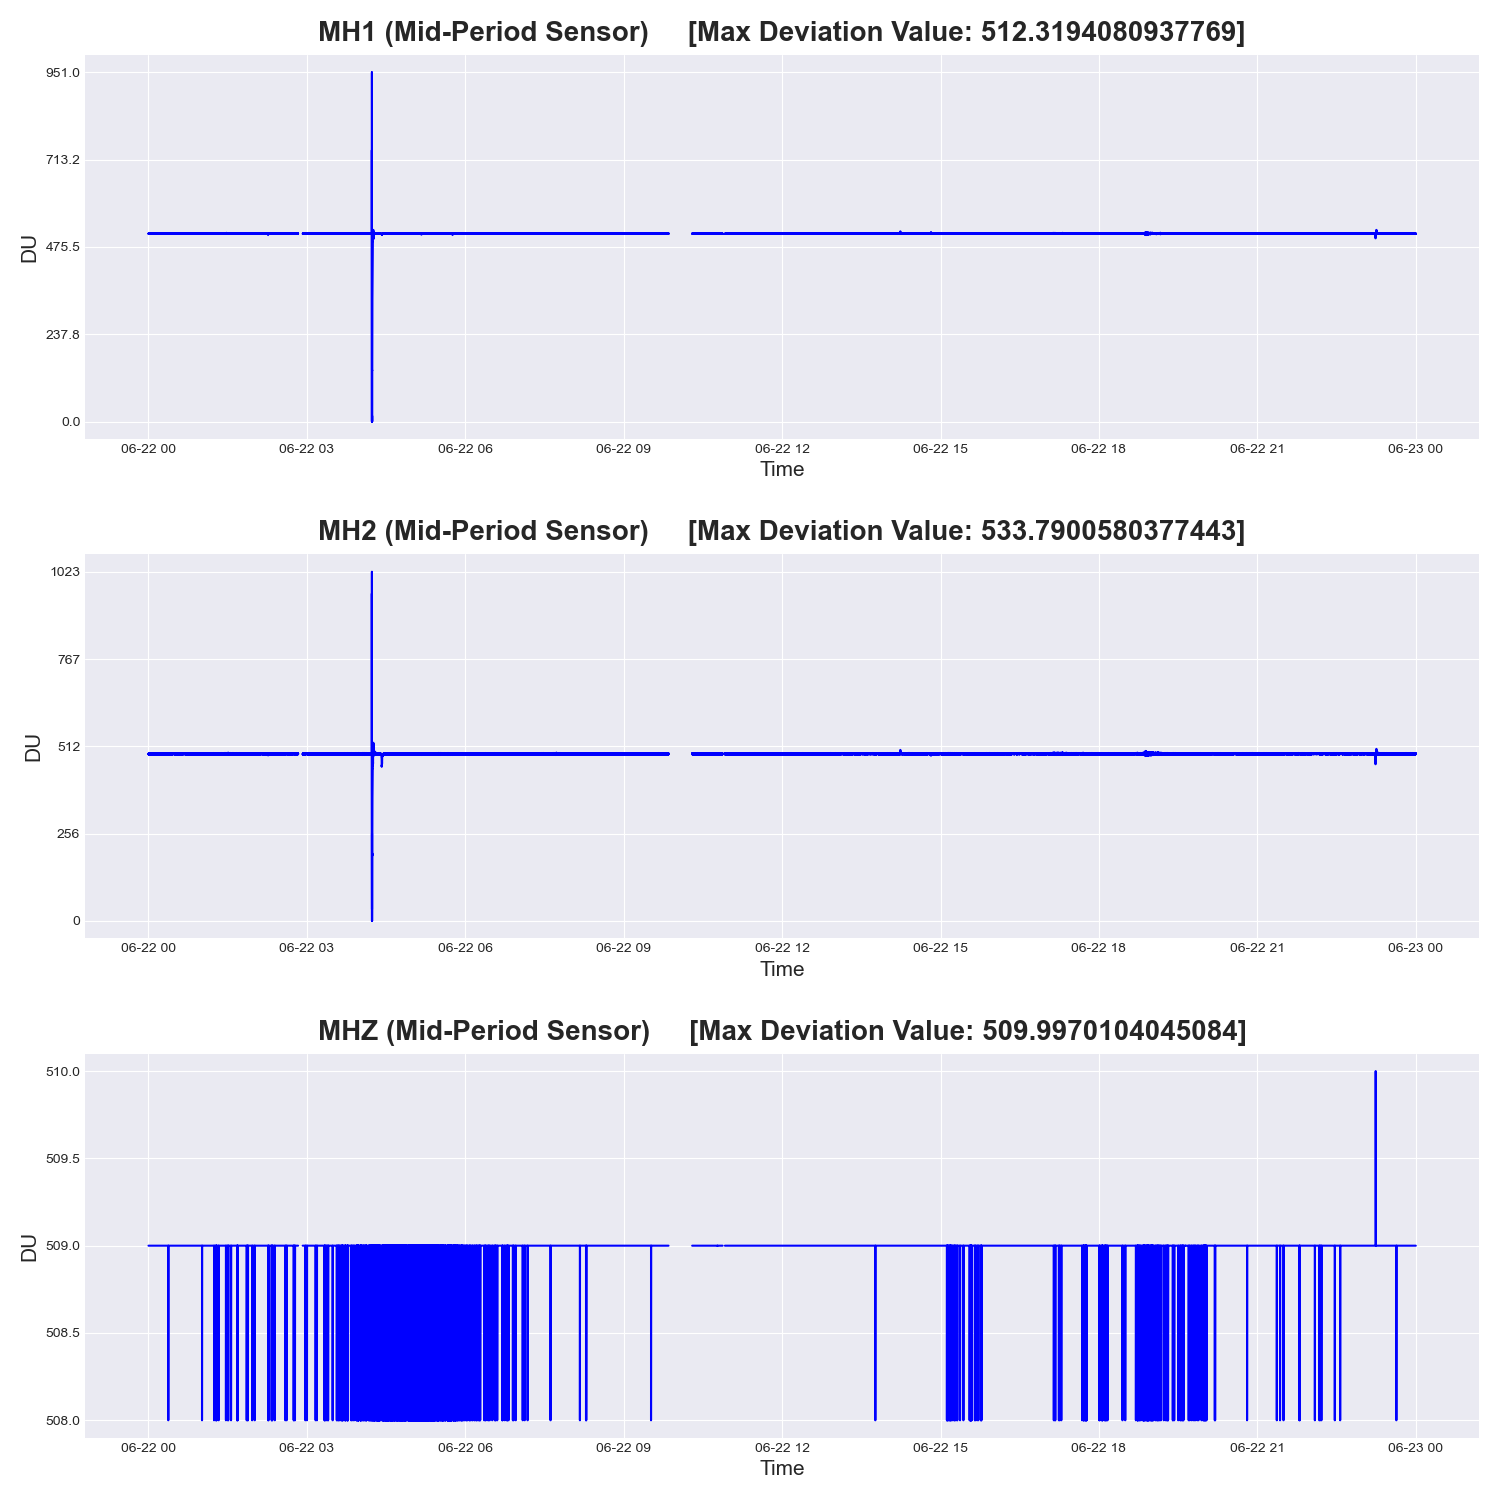 MH1 (Mid-Period Sensor) [Max Deviation Value: 512.3194080937769]
951.0
713.2
475.5
237.8
0.0
DU
06-22 00 06-22 03 06-22 06 06-22 09 06-22 12 06-22 15 06-22 18 06-22 21 06-23 00
Time
MH2 (Mid-Period Sensor) [Max Deviation Value: 533.7900580377443]
1023
767
512
256
0
DU
06-22 00 06-22 03 06-22 06 06-22 09 06-22 12 06-22 15 06-22 18 06-22 21 06-23 00
Time
MHZ (Mid-Period Sensor) [Max Deviation Value: 509.9970104045084]
510.0
509.5
509.0
508.5
508.0
DU
06-22 00 06-22 03 06-22 06 06-22 09 06-22 12 06-22 15 06-22 18 06-22 21 06-23 00
Time